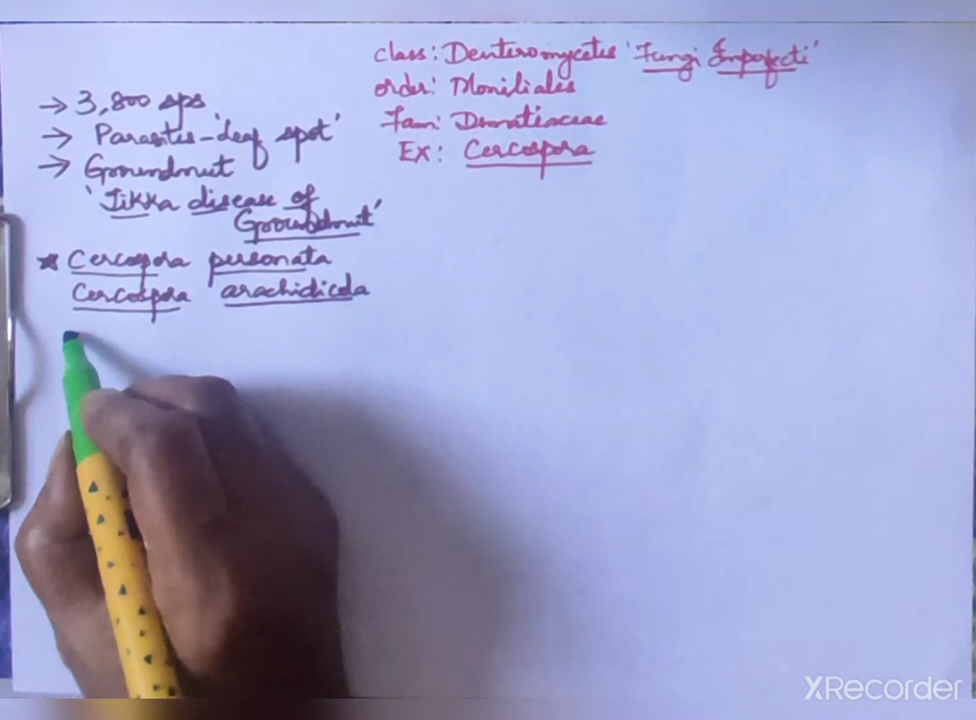 class: Deuteromycetes 'Fungi Imperfecti'
order: Moniliales
Fam: Dematiaceae
Ex: Cercospora
→ 3,800 sps
→ Parasites - 'leaf spot'
→ Groundnut
'Tikka disease of
Groundnut'
* Cercospora personata
Cercospora arachidicola
XRecorder